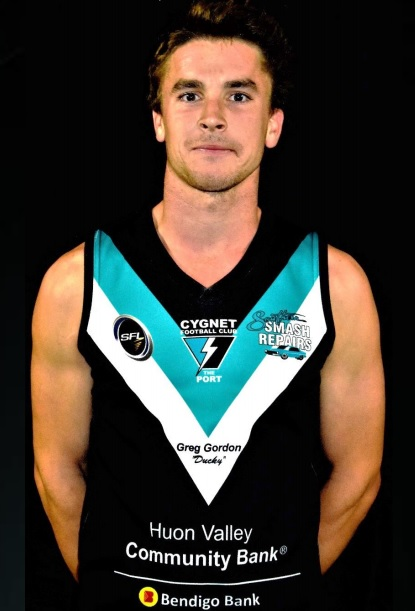 CYGNET
FOOTBALL CLUB
THE
PORT
SFL
SMASH
REPAIRS
Greg Gordon
"Ducky"
Huon Valley
Community Bank®
B Bendigo Bank